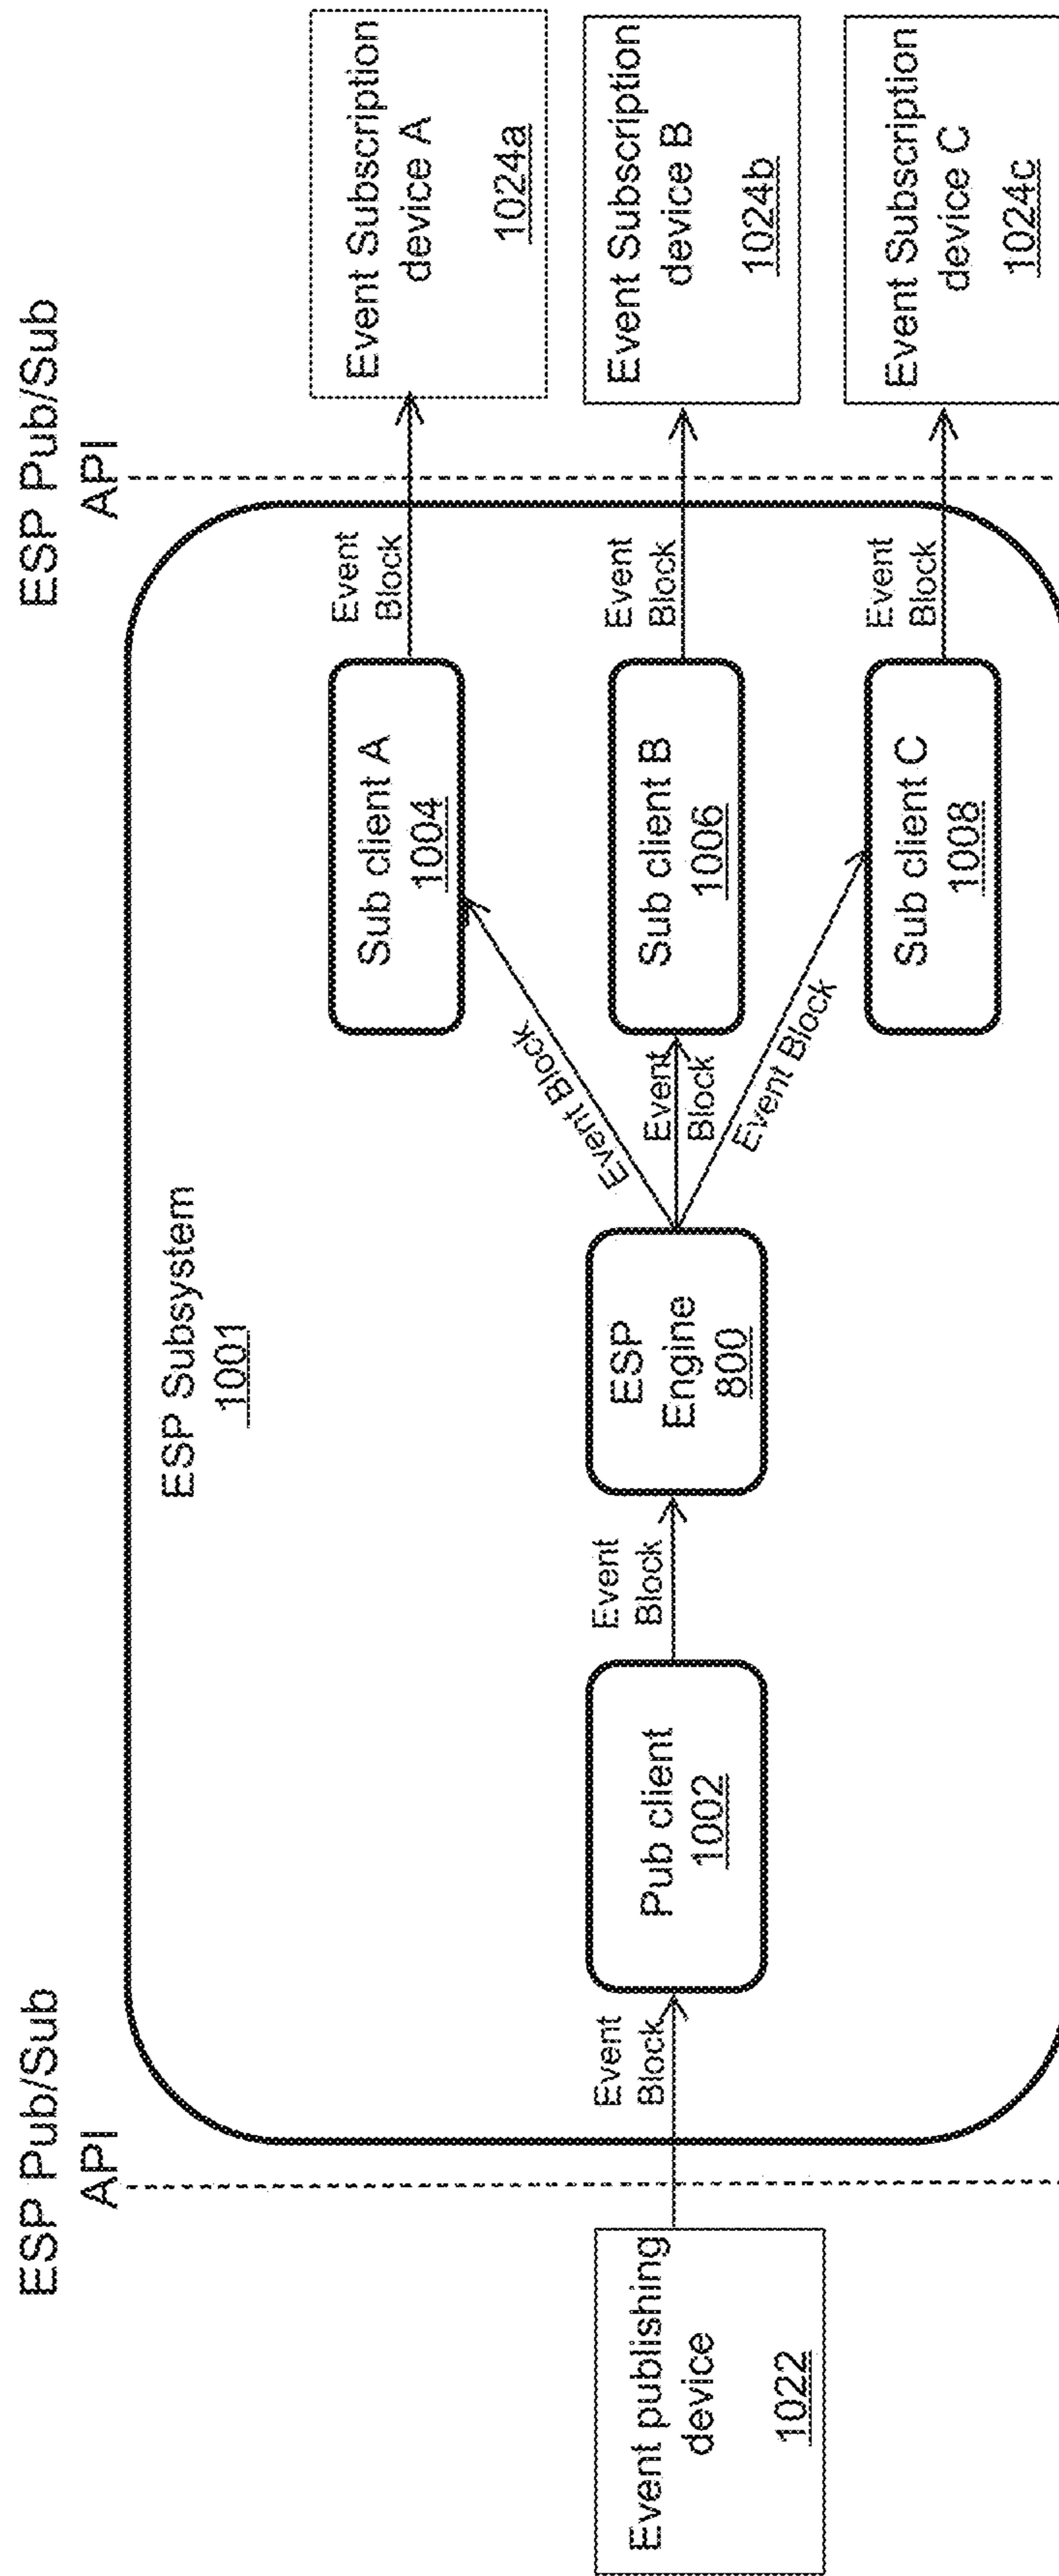 ESP Pub/Sub
API
ESP Pub/Sub
API
ESP Subsystem
1001
Event publishing
device
1022
Event
Block
Pub client
1002
Event
Block
ESP
Engine
800
Event Block
Event
Block
Event Block
Sub client A
1004
Sub client B
1006
Sub client C
1008
Event
Block
Event
Block
Event
Block
Event Subscription
device A
1024a
Event Subscription
device B
1024b
Event Subscription
device C
1024c